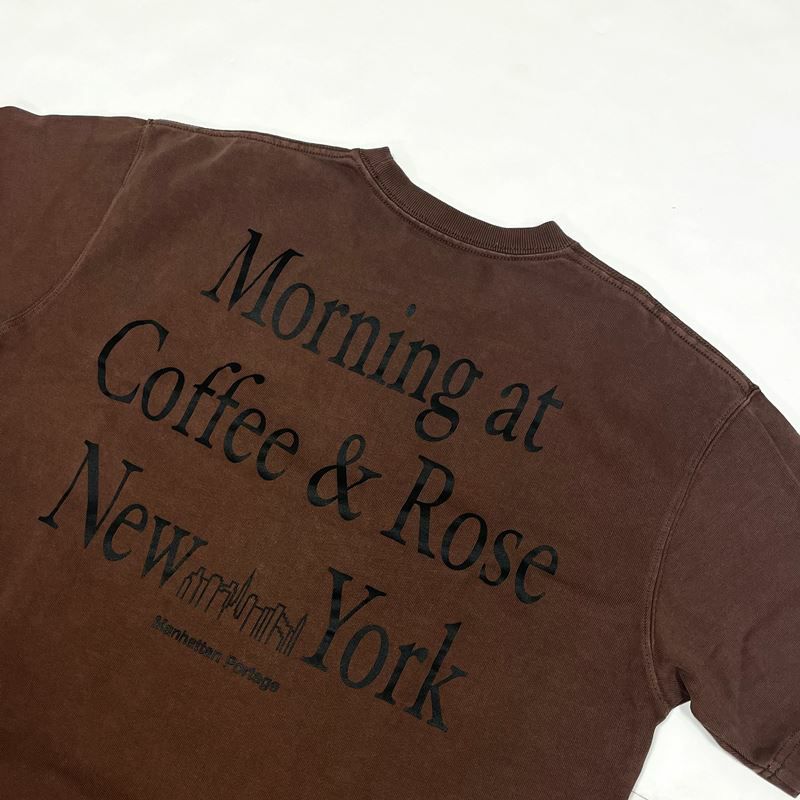 Morning at
Coffee & Rose
New York
Manhattan Portage